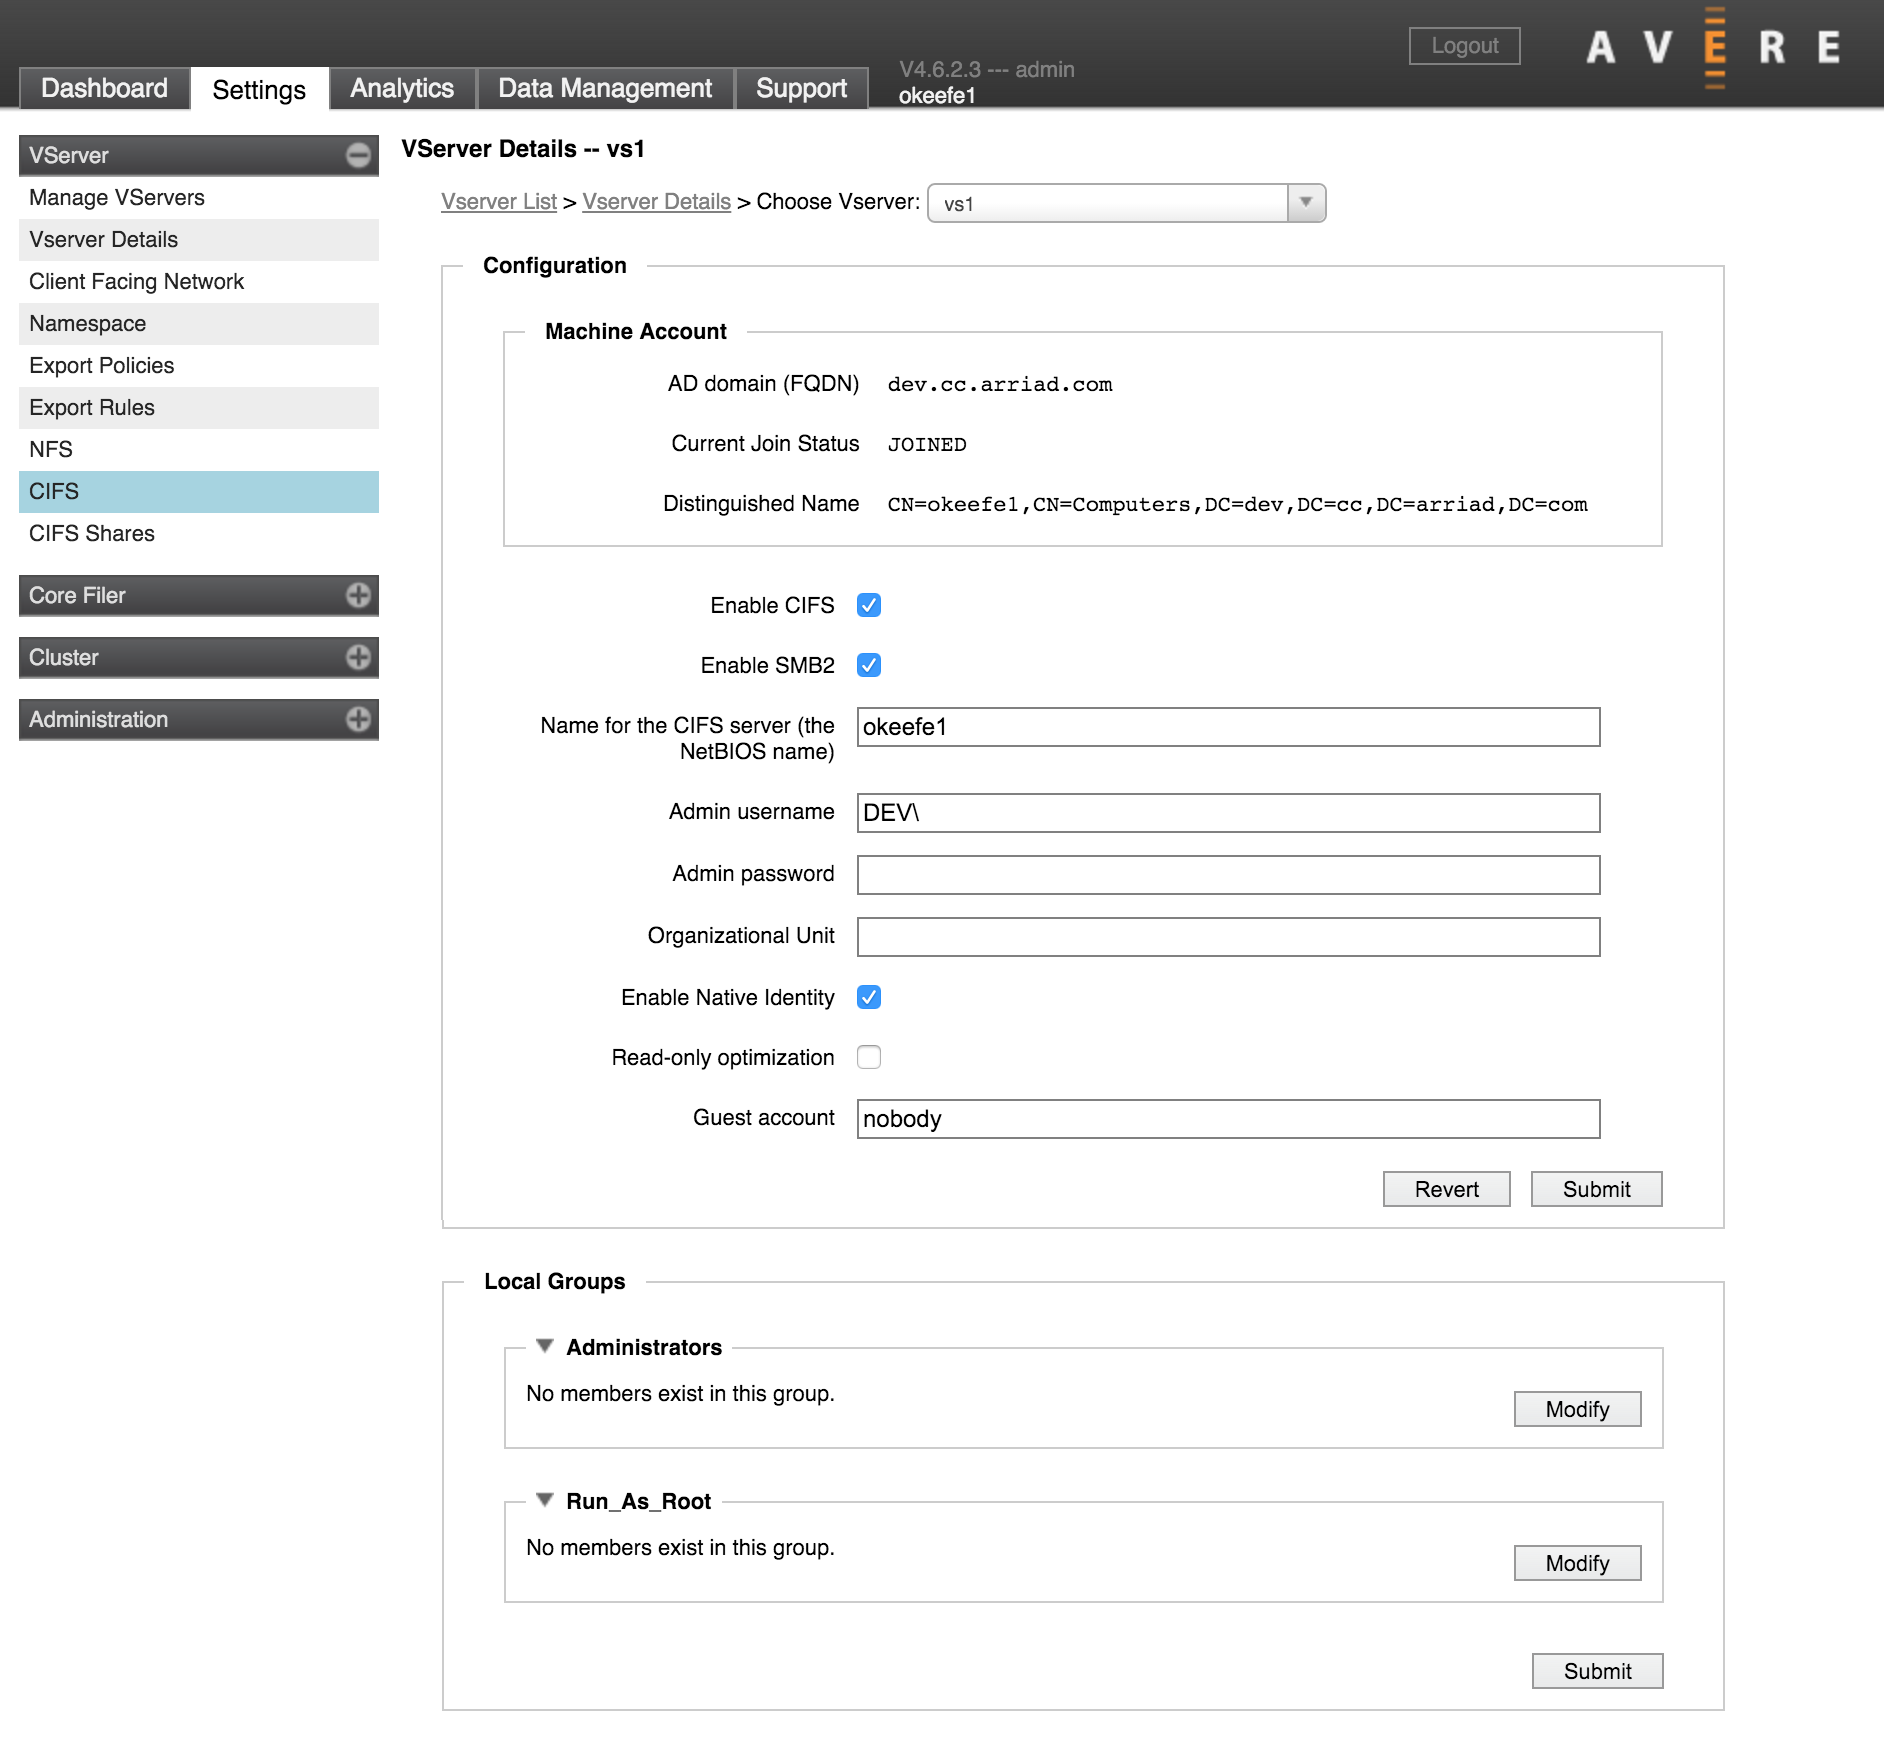 Logout
AVERE
V4.6.2.3 --- admin
Dashboard Settings Analytics Data Management Support
okeefe1
VServer
Manage VServers
Vserver Details
Client Facing Network
Namespace
Export Policies
Export Rules
NFS
CIFS
CIFS Shares
Core Filer
Cluster
Administration
VServer Details -- vs1
Vserver List > Vserver Details > Choose Vserver: vs1
Configuration
Machine Account
AD domain (FQDN) dev.cc.arriad.com
Current Join Status JOINED
Distinguished Name CN=okeefe1,CN=Computers,DC=dev,DC=cc,DC=arriad,DC=com
Enable CIFS
Enable SMB2
Name for the CIFS server (the
NetBIOS name)
okeefe1
Admin username DEV\
Admin password
Organizational Unit
Enable Native Identity
Read-only optimization
Guest account nobody
Revert Submit
Local Groups
Administrators
No members exist in this group.
Modify
Run_As_Root
No members exist in this group.
Modify
Submit